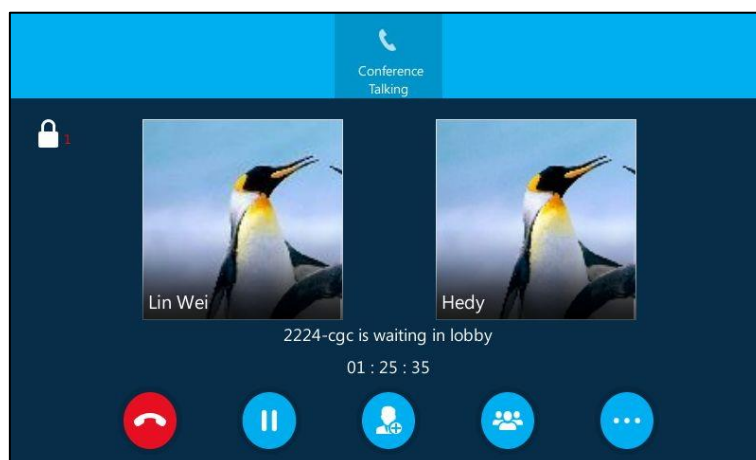 Conference
Talking
1
Lin Wei
Hedy
2224-cgc is waiting in lobby
01 : 25 : 35